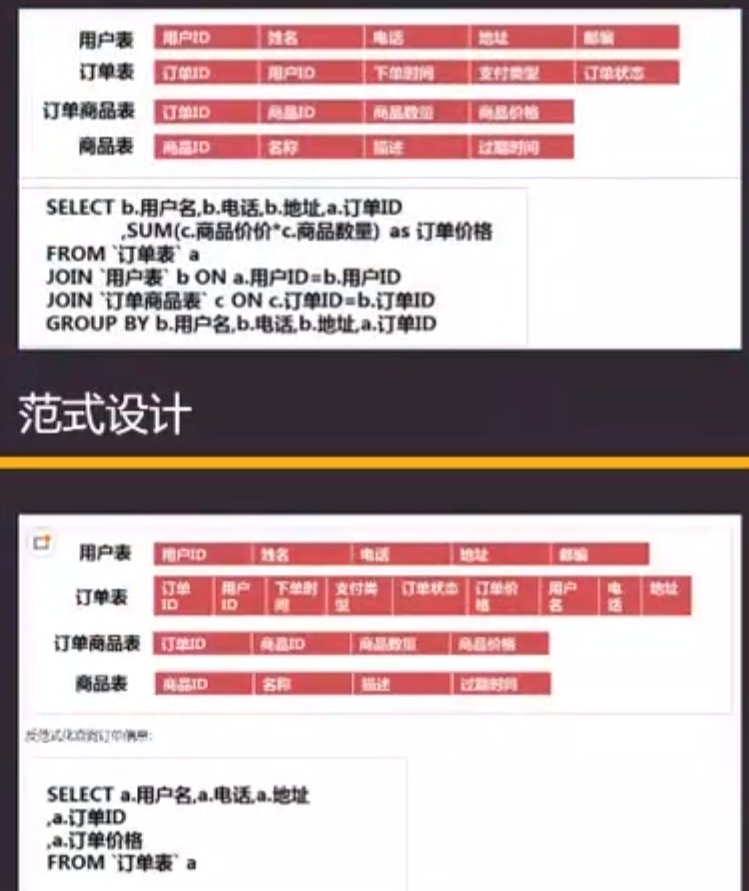 用户表 用户ID 姓名 电话 地址 邮编
订单表 订单ID 用户ID 下单时间 支付类型 订单状态
订单商品表 订单ID 商品ID 商品数量 商品价格
商品表 商品ID 名称 描述 过期时间
SELECT b.用户名,b.电话,b.地址,a.订单ID
,SUM(c.商品价价*c.商品数量) as 订单价格
FROM `订单表` a
JOIN `用户表` b ON a.用户ID=b.用户ID
JOIN `订单商品表` c ON c.订单ID=b.订单ID
GROUP BY b.用户名,b.电话,b.地址,a.订单ID
范式设计
用户表 用户ID 姓名 电话 地址 邮编
订单表 订单ID 用户ID 下单时间 支付类型 订单状态 订单价格 用户名 电话 地址
订单商品表 订单ID 商品ID 商品数量 商品价格
商品表 商品ID 名称 描述 过期时间
反范式化查询订单信息:
SELECT a.用户名,a.电话,a.地址
,a.订单ID
,a.订单价格
FROM `订单表` a